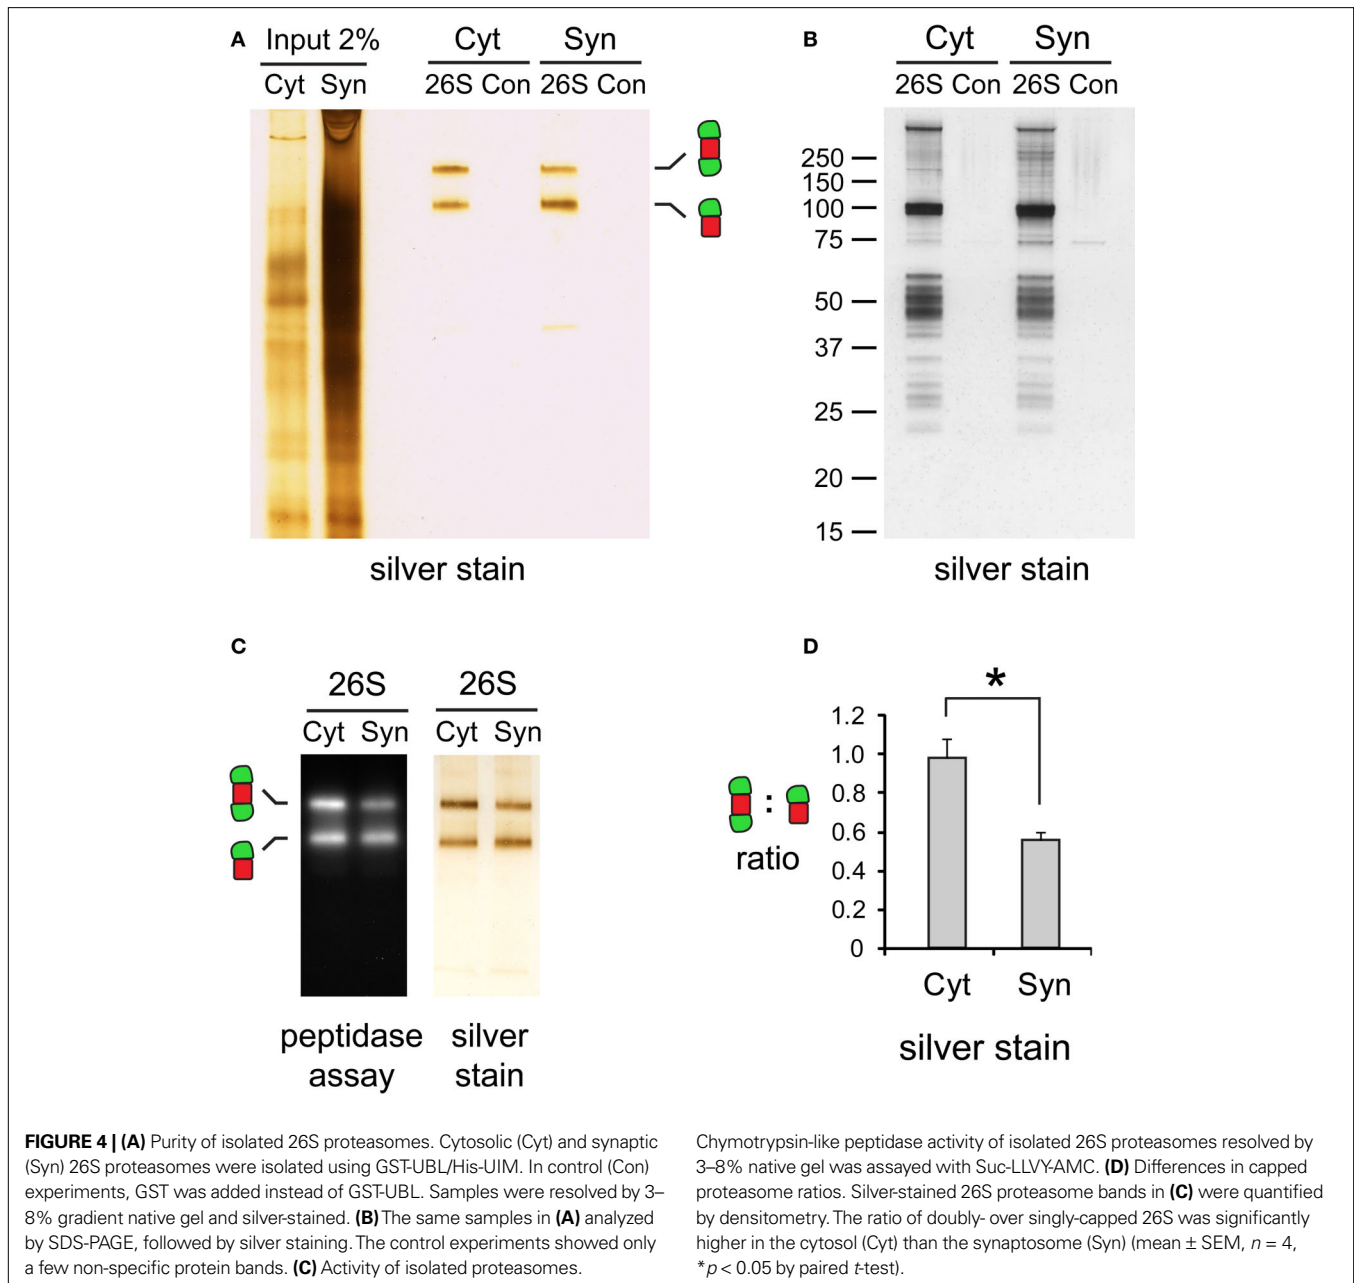 A
Input 2%
Cyt
Syn
Cyt Syn
26S Con 26S Con
silver stain
B
Cyt
Syn
26S Con 26S Con
250
150
100
75
50
37
25
20
15
silver stain
C
26S
Cyt Syn
peptidase
assay
26S
Cyt Syn
silver
stain
D
*
1.2
1.0
0.8
0.6
0.4
0.2
0
:
ratio
Cyt
Syn
silver stain
FIGURE 4 | (A) Purity of isolated 26S proteasomes. Cytosolic (Cyt) and synaptic
(Syn) 26S proteasomes were isolated using GST-UBL/His-UIM. In control (Con)
experiments, GST was added instead of GST-UBL. Samples were resolved by 3–
8% gradient native gel and silver-stained. (B) The same samples in (A) analyzed
by SDS-PAGE, followed by silver staining. The control experiments showed only
a few non-specific protein bands. (C) Activity of isolated proteasomes.
Chymotrypsin-like peptidase activity of isolated 26S proteasomes resolved by
3–8% native gel was assayed with Suc-LLVY-AMC. (D) Differences in capped
proteasome ratios. Silver-stained 26S proteasome bands in (C) were quantified
by densitometry. The ratio of doubly- over singly-capped 26S was significantly
higher in the cytosol (Cyt) than the synaptosome (Syn) (mean ± SEM, n = 4,
*p < 0.05 by paired t-test).